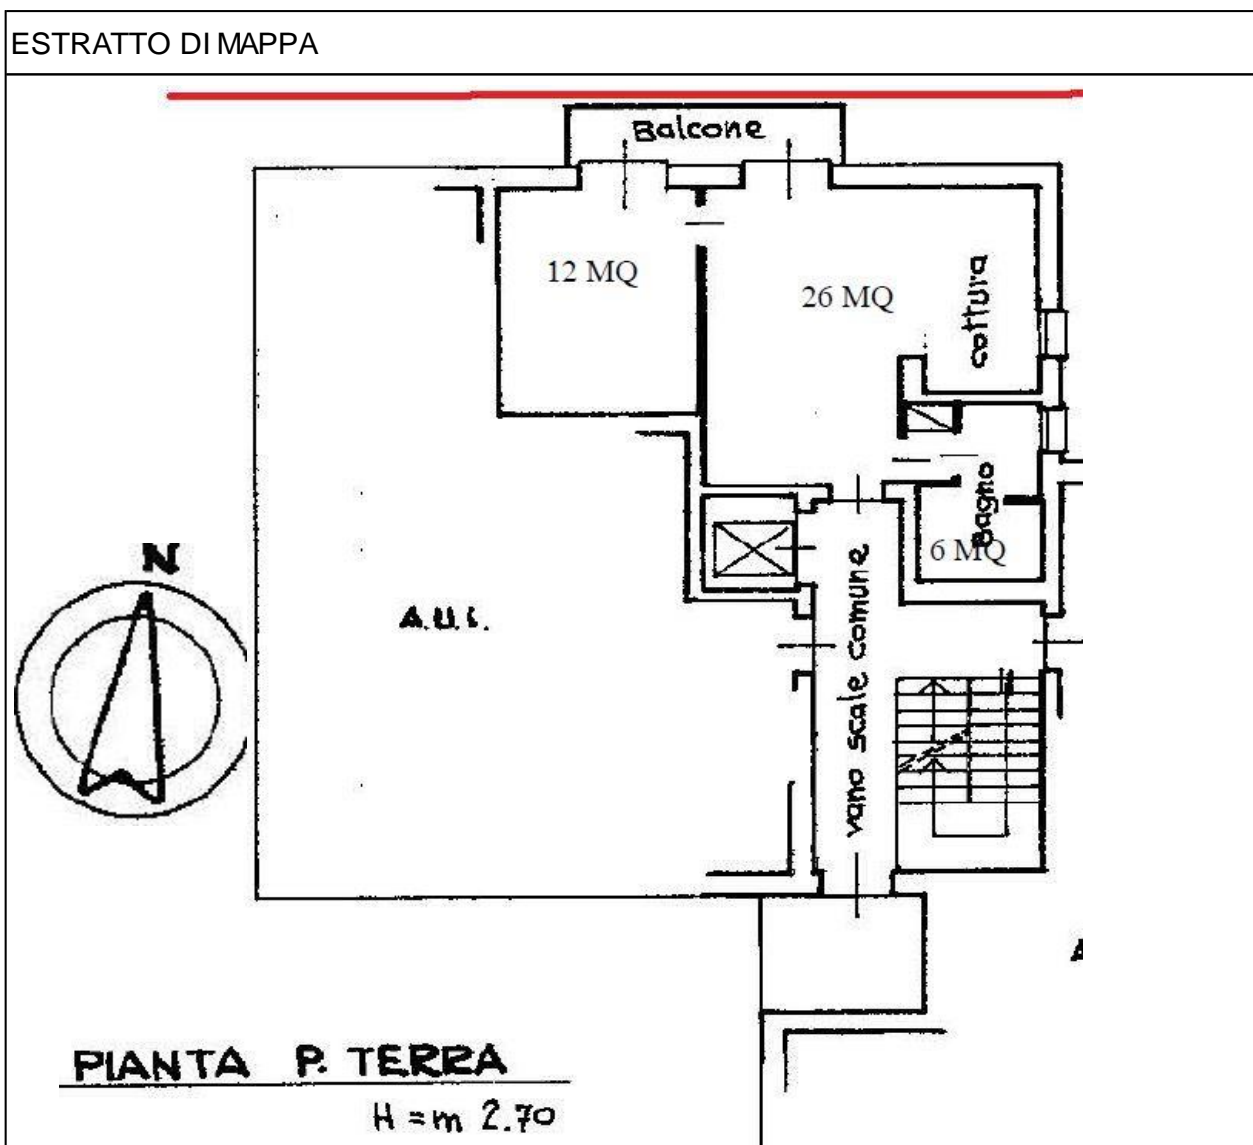 ESTRATTO DI MAPPA
Balcone
12 MQ
26 MQ
cottura
Bagno
6 MQ
N
A.U.I.
vano scale comune
PIANTA P. TERRA
H = m 2.70